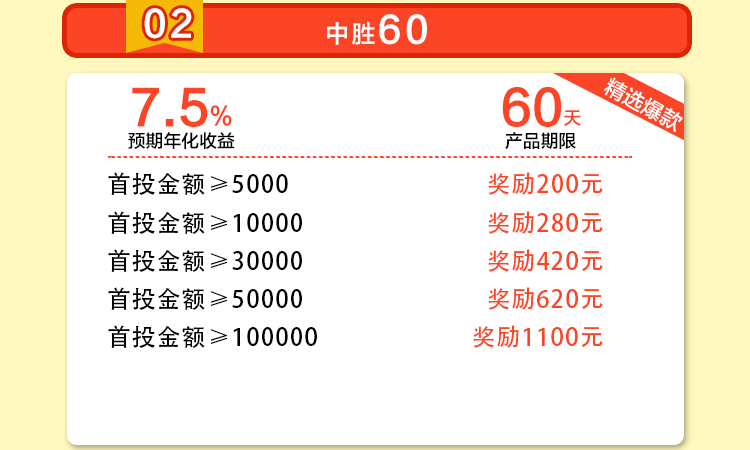 02
中胜60
精选爆款
7.5%
60天
预期年化收益
产品期限
首投金额≥5000 奖励200元
首投金额≥10000 奖励280元
首投金额≥30000 奖励420元
首投金额≥50000 奖励620元
首投金额≥100000 奖励1100元